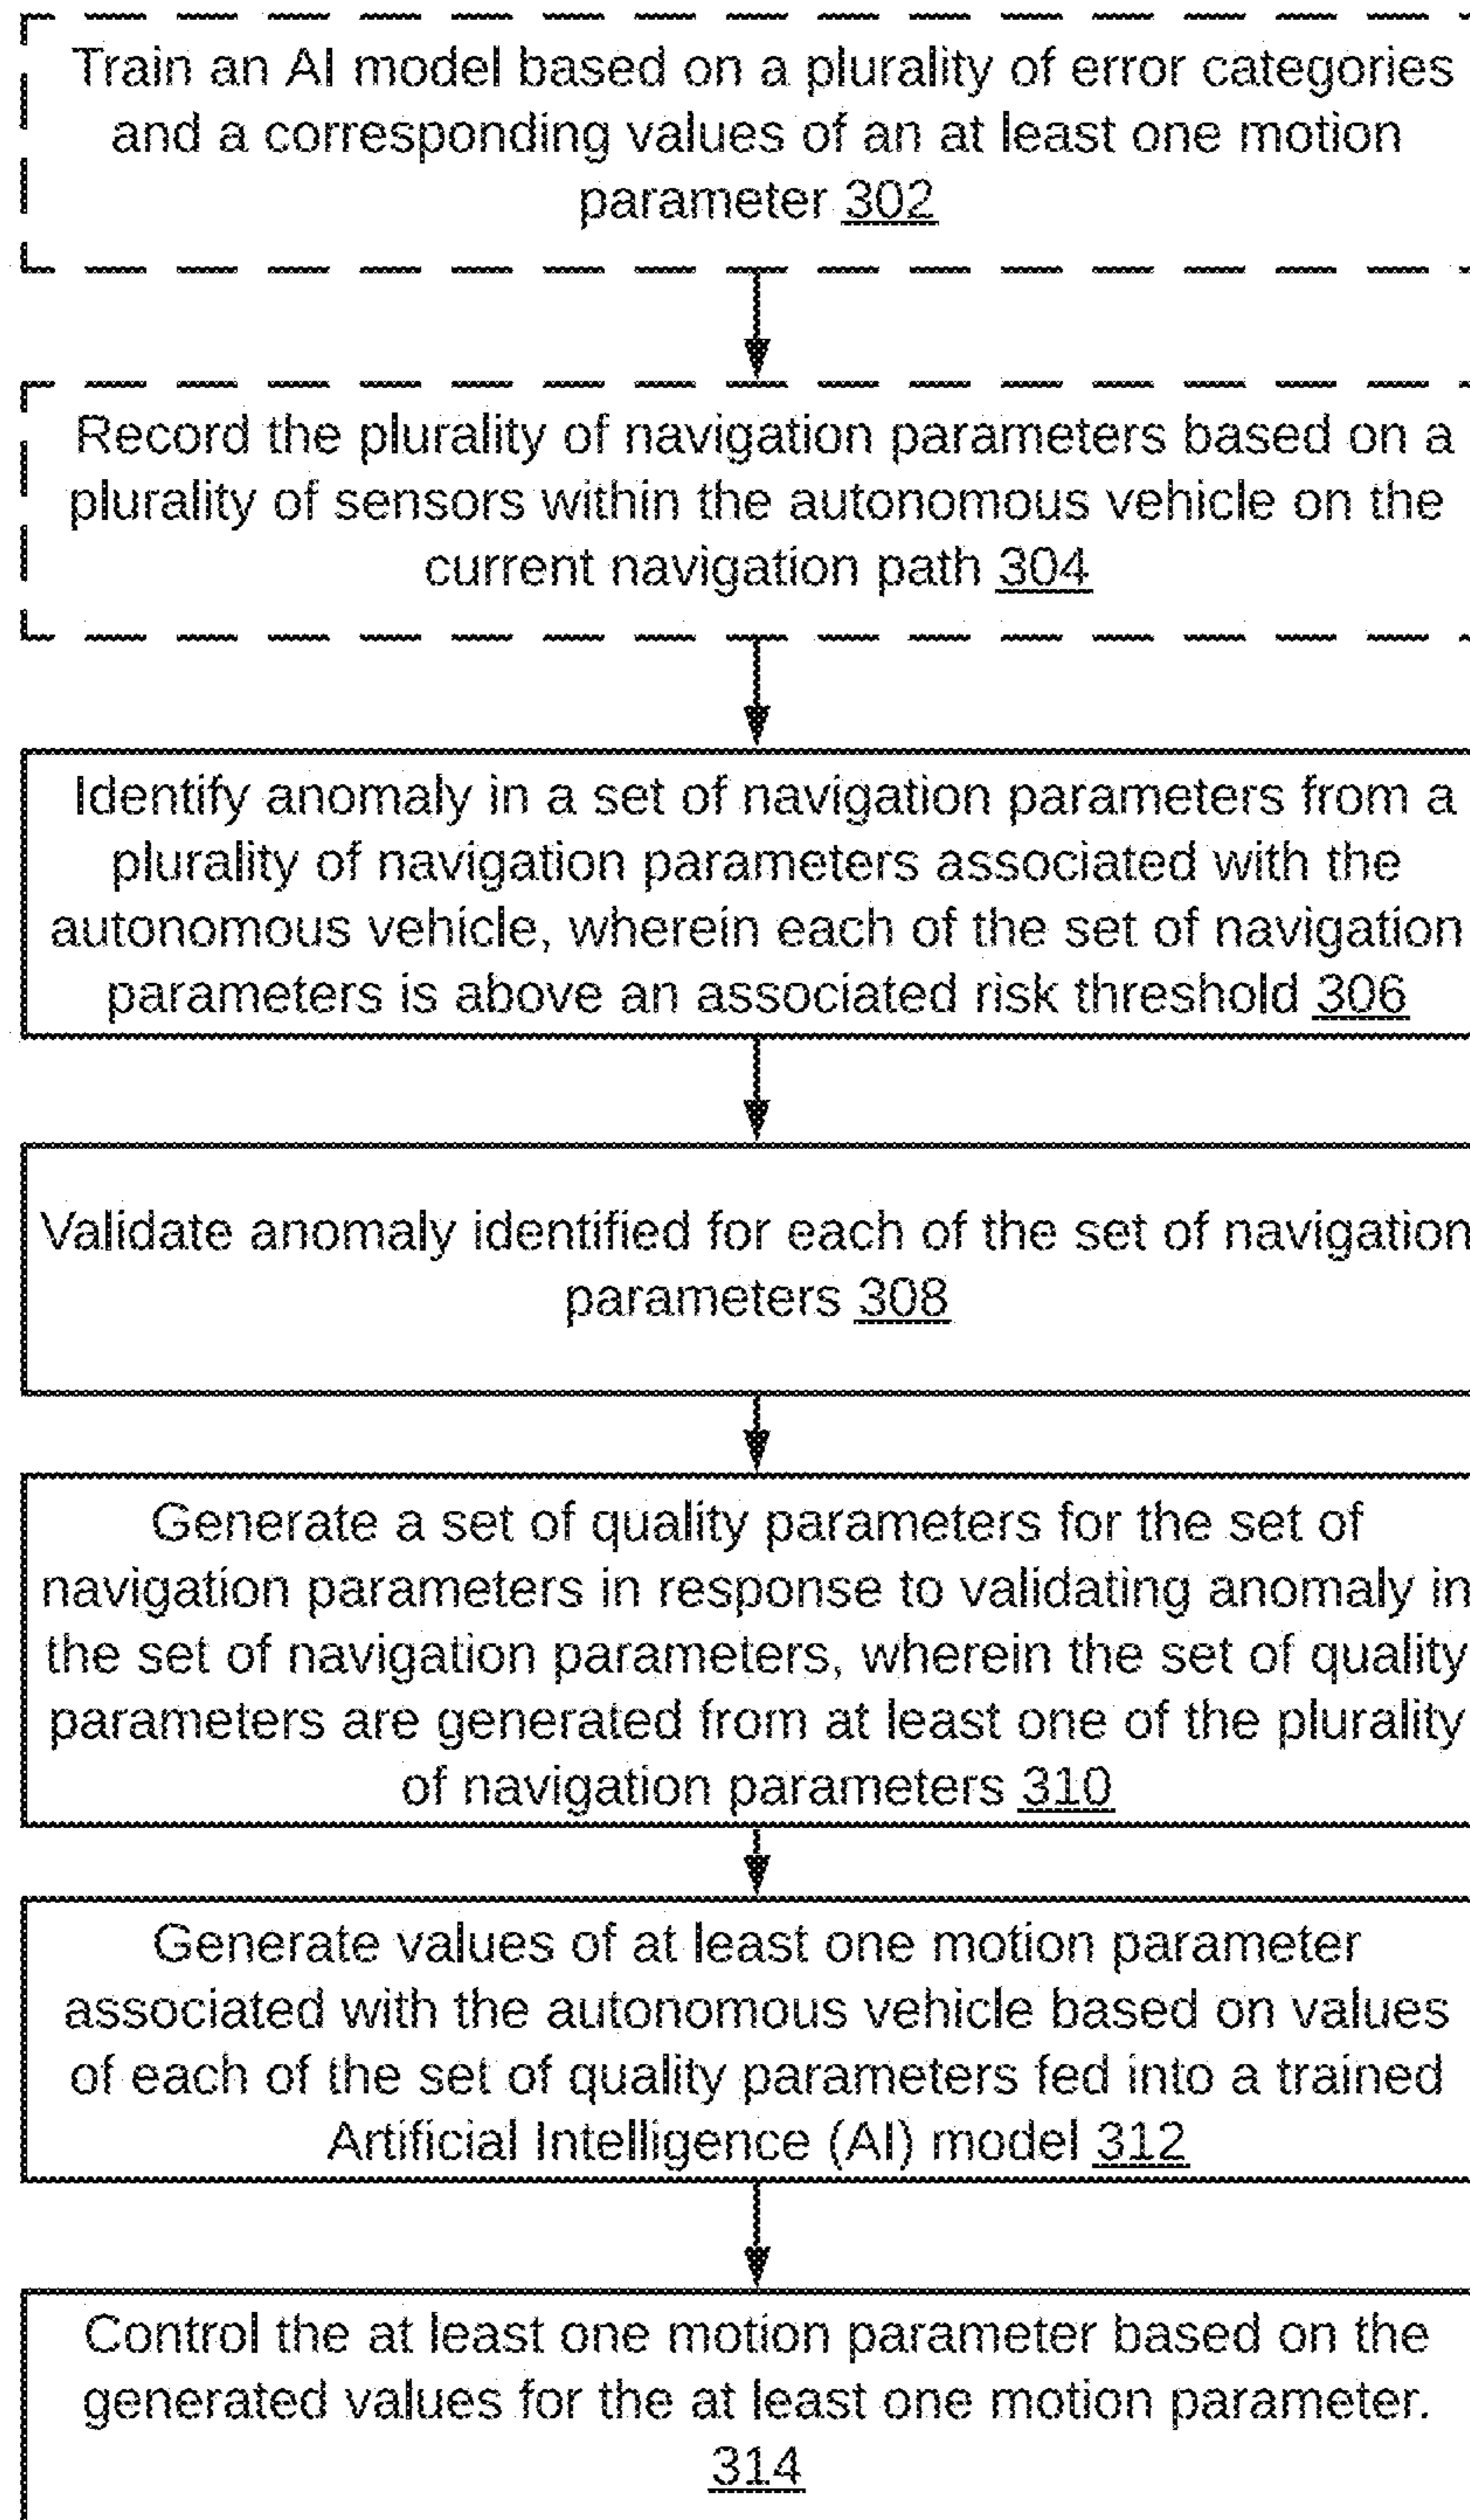 Train an AI model based on a plurality of error categories
and a corresponding values of an at least one motion
parameter 302
Record the plurality of navigation parameters based on a
plurality of sensors within the autonomous vehicle on the
current navigation path 304
Identify anomaly in a set of navigation parameters from a
plurality of navigation parameters associated with the
autonomous vehicle, wherein each of the set of navigation
parameters is above an associated risk threshold 306
Validate anomaly identified for each of the set of navigation
parameters 308
Generate a set of quality parameters for the set of
navigation parameters in response to validating anomaly in
the set of navigation parameters, wherein the set of quality
parameters are generated from at least one of the plurality
of navigation parameters 310
Generate values of at least one motion parameter
associated with the autonomous vehicle based on values
of each of the set of quality parameters fed into a trained
Artificial Intelligence (AI) model 312
Control the at least one motion parameter based on the
generated values for the at least one motion parameter.
314